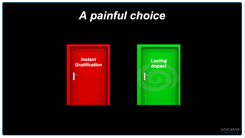 A painful choice
Instant
Gratification
Lasting
Impact